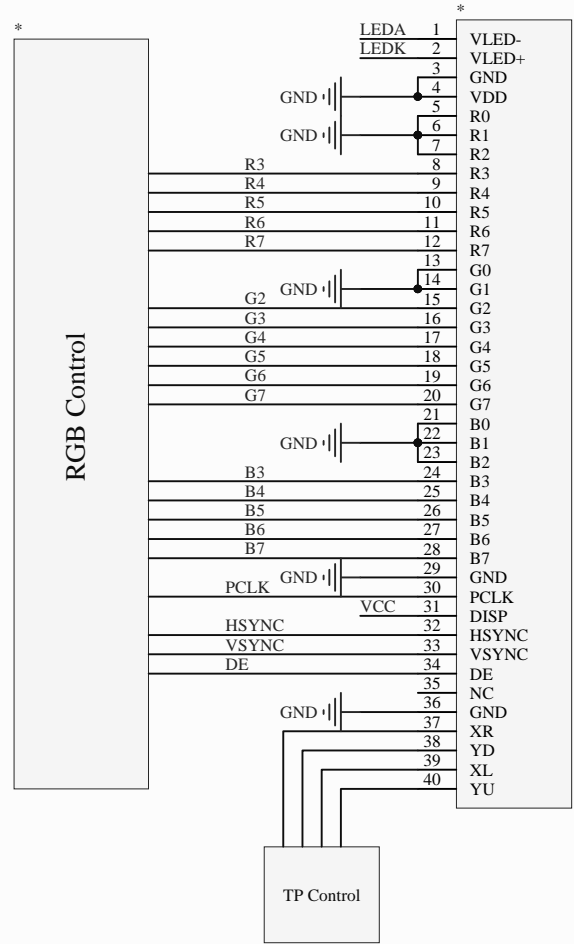 *
*
RGB Control
LEDA 1 VLED-
LEDK 2 VLED+
3 GND
GND 4 VDD
5 R0
GND 6 R1
7 R2
R3 8 R3
R4 9 R4
R5 10 R5
R6 11 R6
R7 12 R7
13 G0
GND 14 G1
G2 15 G2
G3 16 G3
G4 17 G4
G5 18 G5
G6 19 G6
G7 20 G7
21 B0
GND 22 B1
23 B2
B3 24 B3
B4 25 B4
B5 26 B5
B6 27 B6
B7 28 B7
GND 29 GND
PCLK 30 PCLK
VCC 31 DISP
HSYNC 32 HSYNC
VSYNC 33 VSYNC
DE 34 DE
35 NC
GND 36 GND
37 XR
38 YD
39 XL
40 YU
TP Control